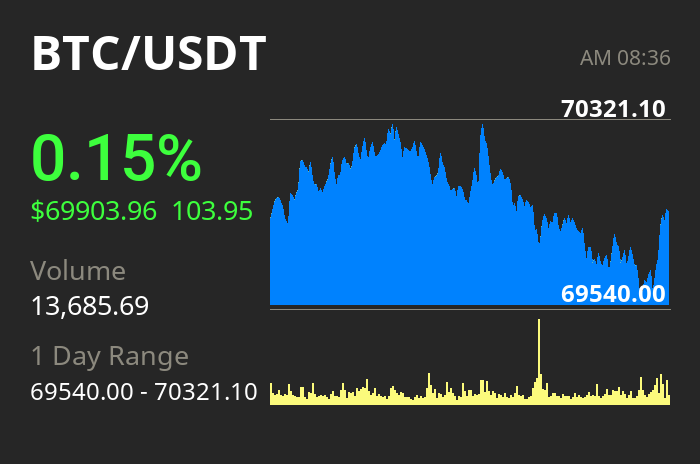 BTC/USDT
AM 08:36
70321.10
0.15%
$69903.96 103.95
Volume
13,685.69
69540.00
1 Day Range
69540.00 - 70321.10